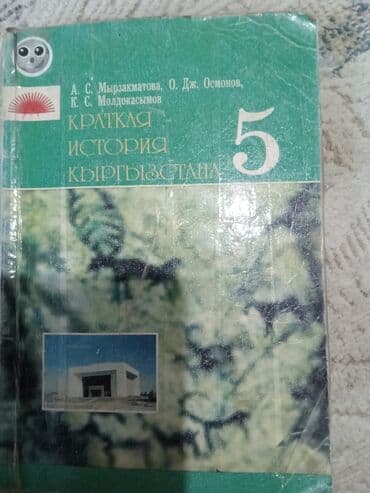 А. С. Мырзакматова, О. Дж. Осмонов,
К. С. Молдокасымов
КРАТКАЯ
ИСТОРИЯ
КЫРГЫЗСТАНА
5